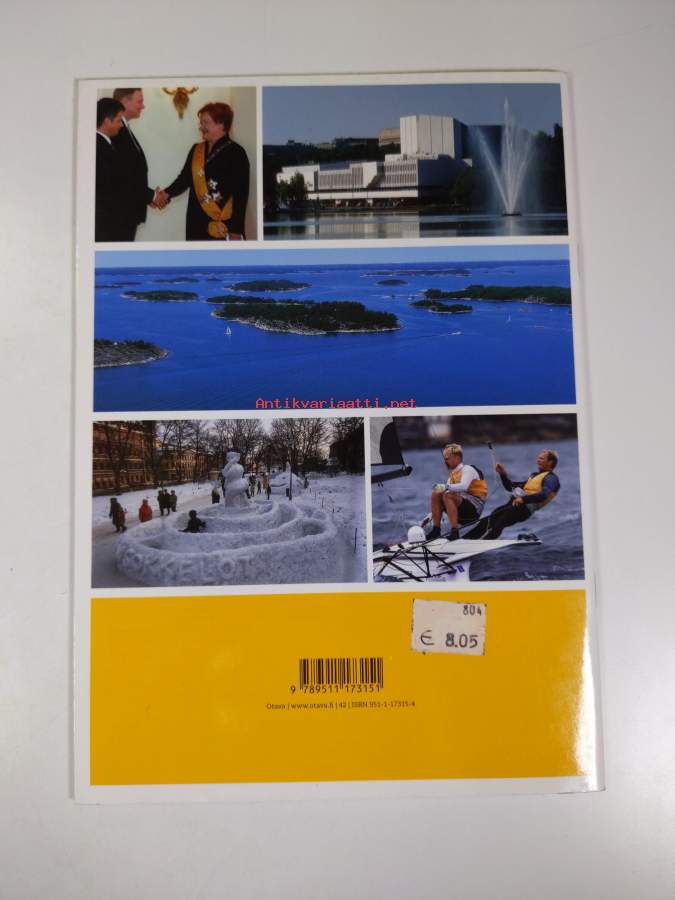 Antikvariaatti.net
804
€ 8.05
9 789511 173151
Otava | www.otava.fi | 42 | ISBN 951-1-17315-4